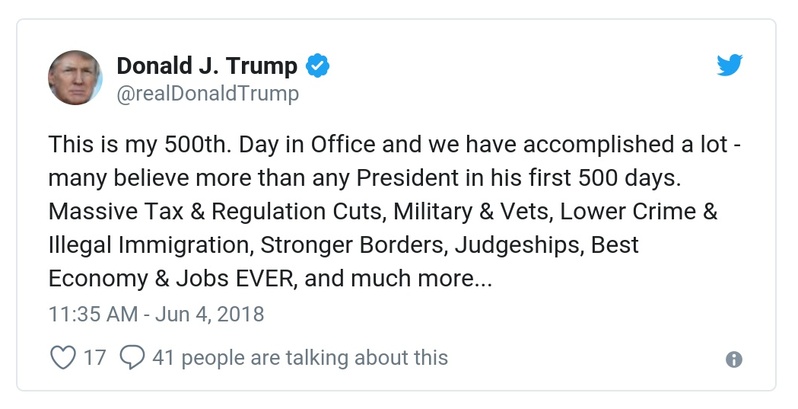 Donald J. Trump
@realDonaldTrump
This is my 500th. Day in Office and we have accomplished a lot -
many believe more than any President in his first 500 days.
Massive Tax & Regulation Cuts, Military & Vets, Lower Crime &
Illegal Immigration, Stronger Borders, Judgeships, Best
Economy & Jobs EVER, and much more...
11:35 AM - Jun 4, 2018
17 41 people are talking about this